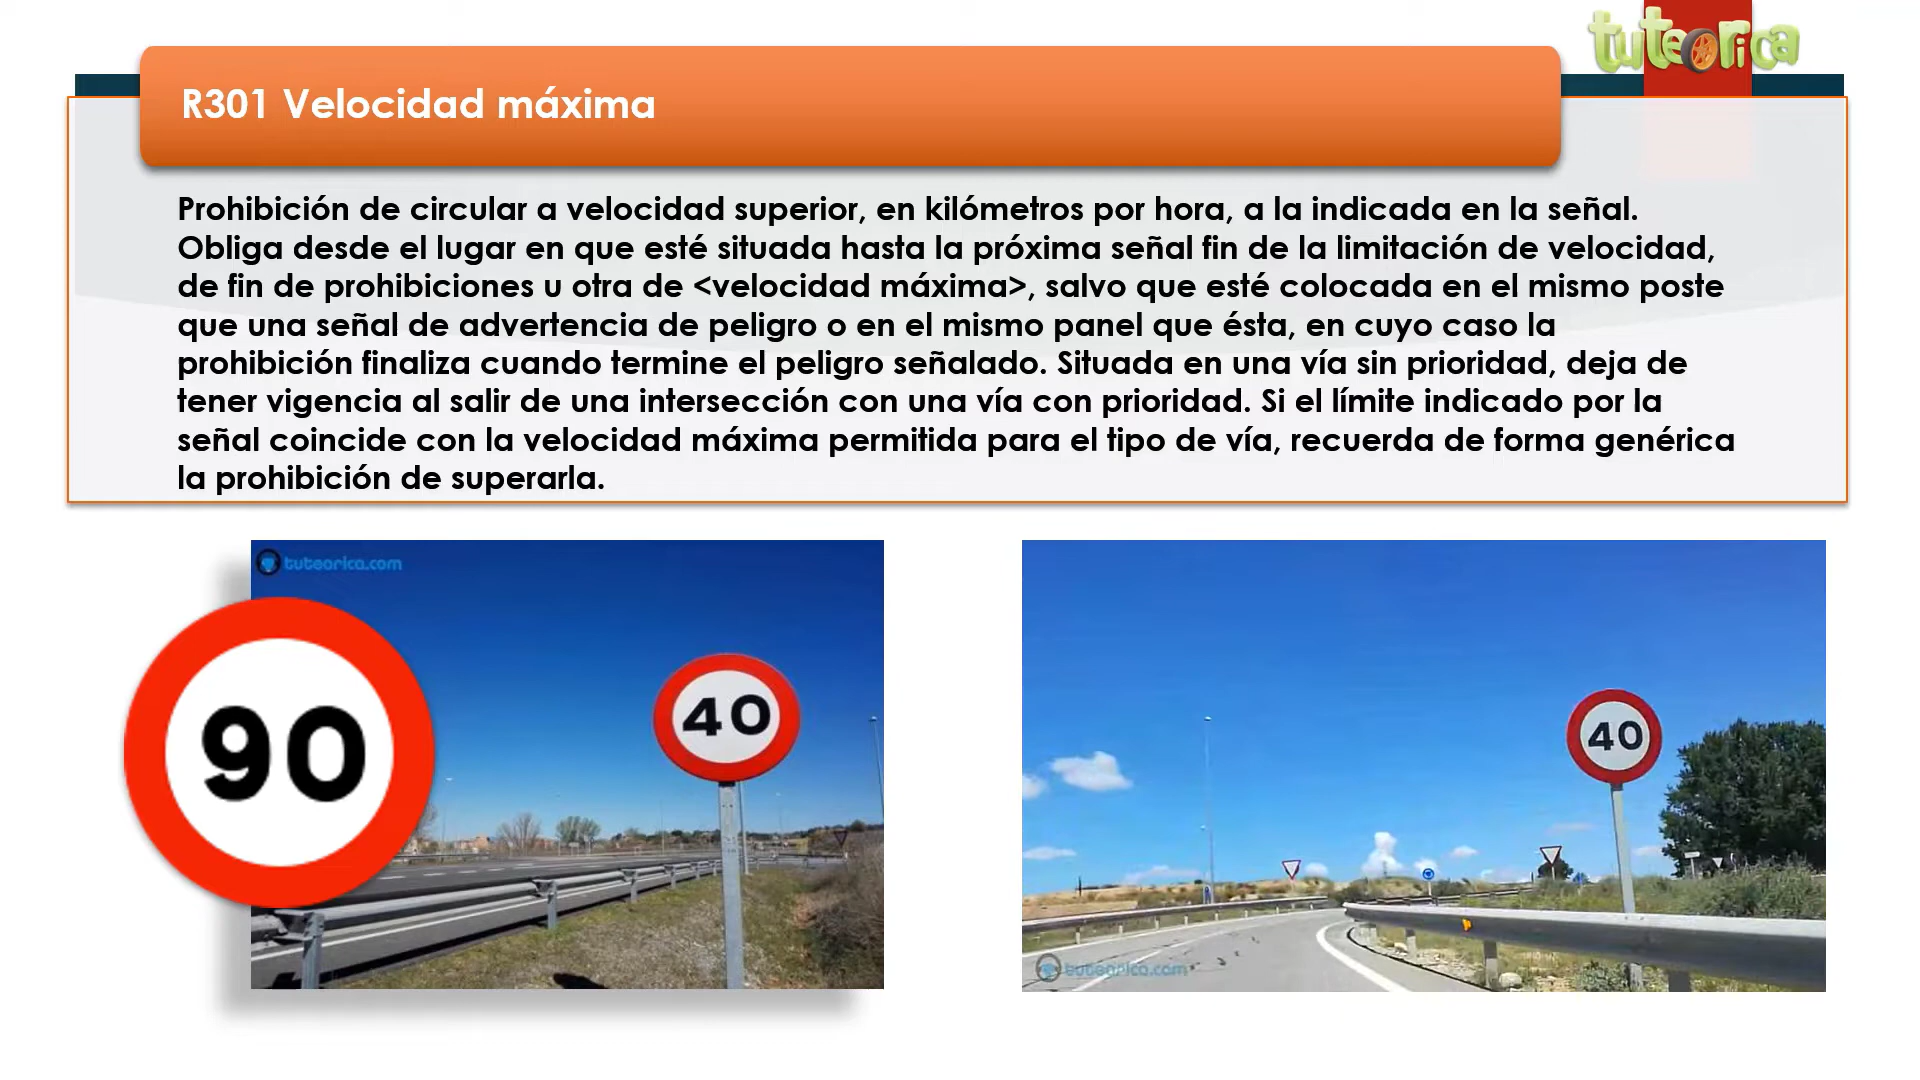 tuteorica
R301 Velocidad máxima
Prohibición de circular a velocidad superior, en kilómetros por hora, a la indicada en la señal.
Obliga desde el lugar en que esté situada hasta la próxima señal fin de la limitación de velocidad,
de fin de prohibiciones u otra de <velocidad máxima>, salvo que esté colocada en el mismo poste
que una señal de advertencia de peligro o en el mismo panel que ésta, en cuyo caso la
prohibición finaliza cuando termine el peligro señalado. Situada en una vía sin prioridad, deja de
tener vigencia al salir de una intersección con una vía con prioridad. Si el límite indicado por la
señal coincide con la velocidad máxima permitida para el tipo de vía, recuerda de forma genérica
la prohibición de superarla.
tuteorica.com
90
40
40
tuteorica.com